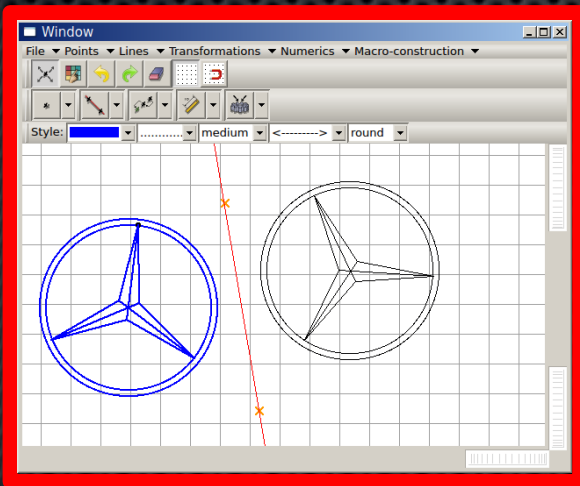 Window
File Points Lines Transformations Numerics Macro-construction
Style: medium <---------> round